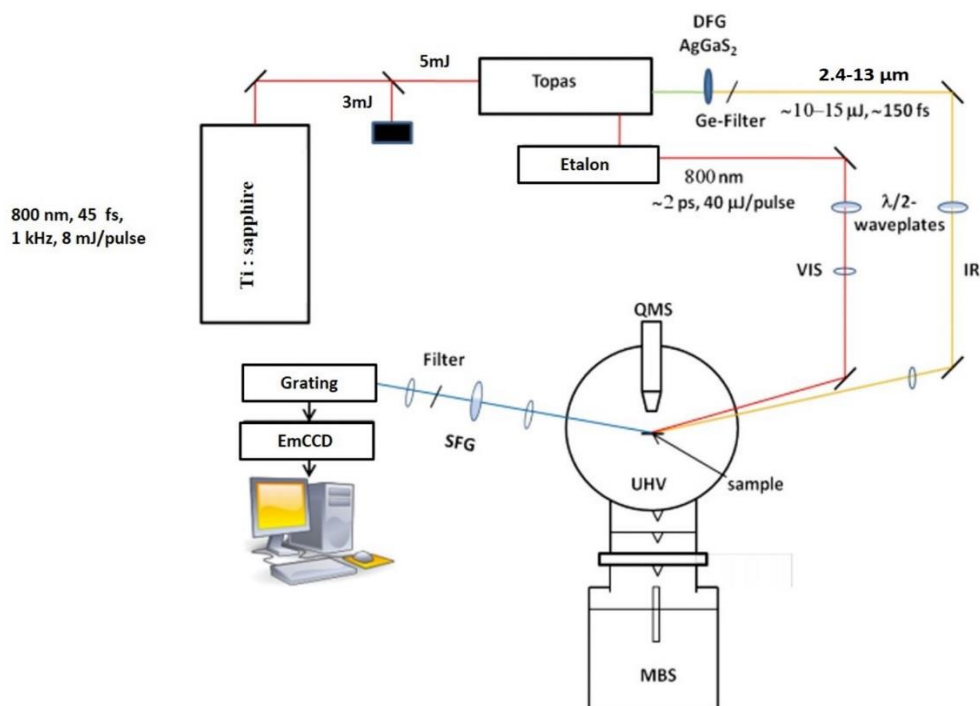 DFG
AgGaS₂
5mJ
Topas
2.4-13 µm
3mJ
Ge-Filter
~10–15 µJ, ~150 fs
Etalon
800 nm
~2 ps, 40 µJ/pulse
λ/2-
waveplates
800 nm, 45 fs,
1 kHz, 8 mJ/pulse
Ti : sapphire
VIS
IR
QMS
Filter
Grating
SFG
EmCCD
UHV
sample
MBS